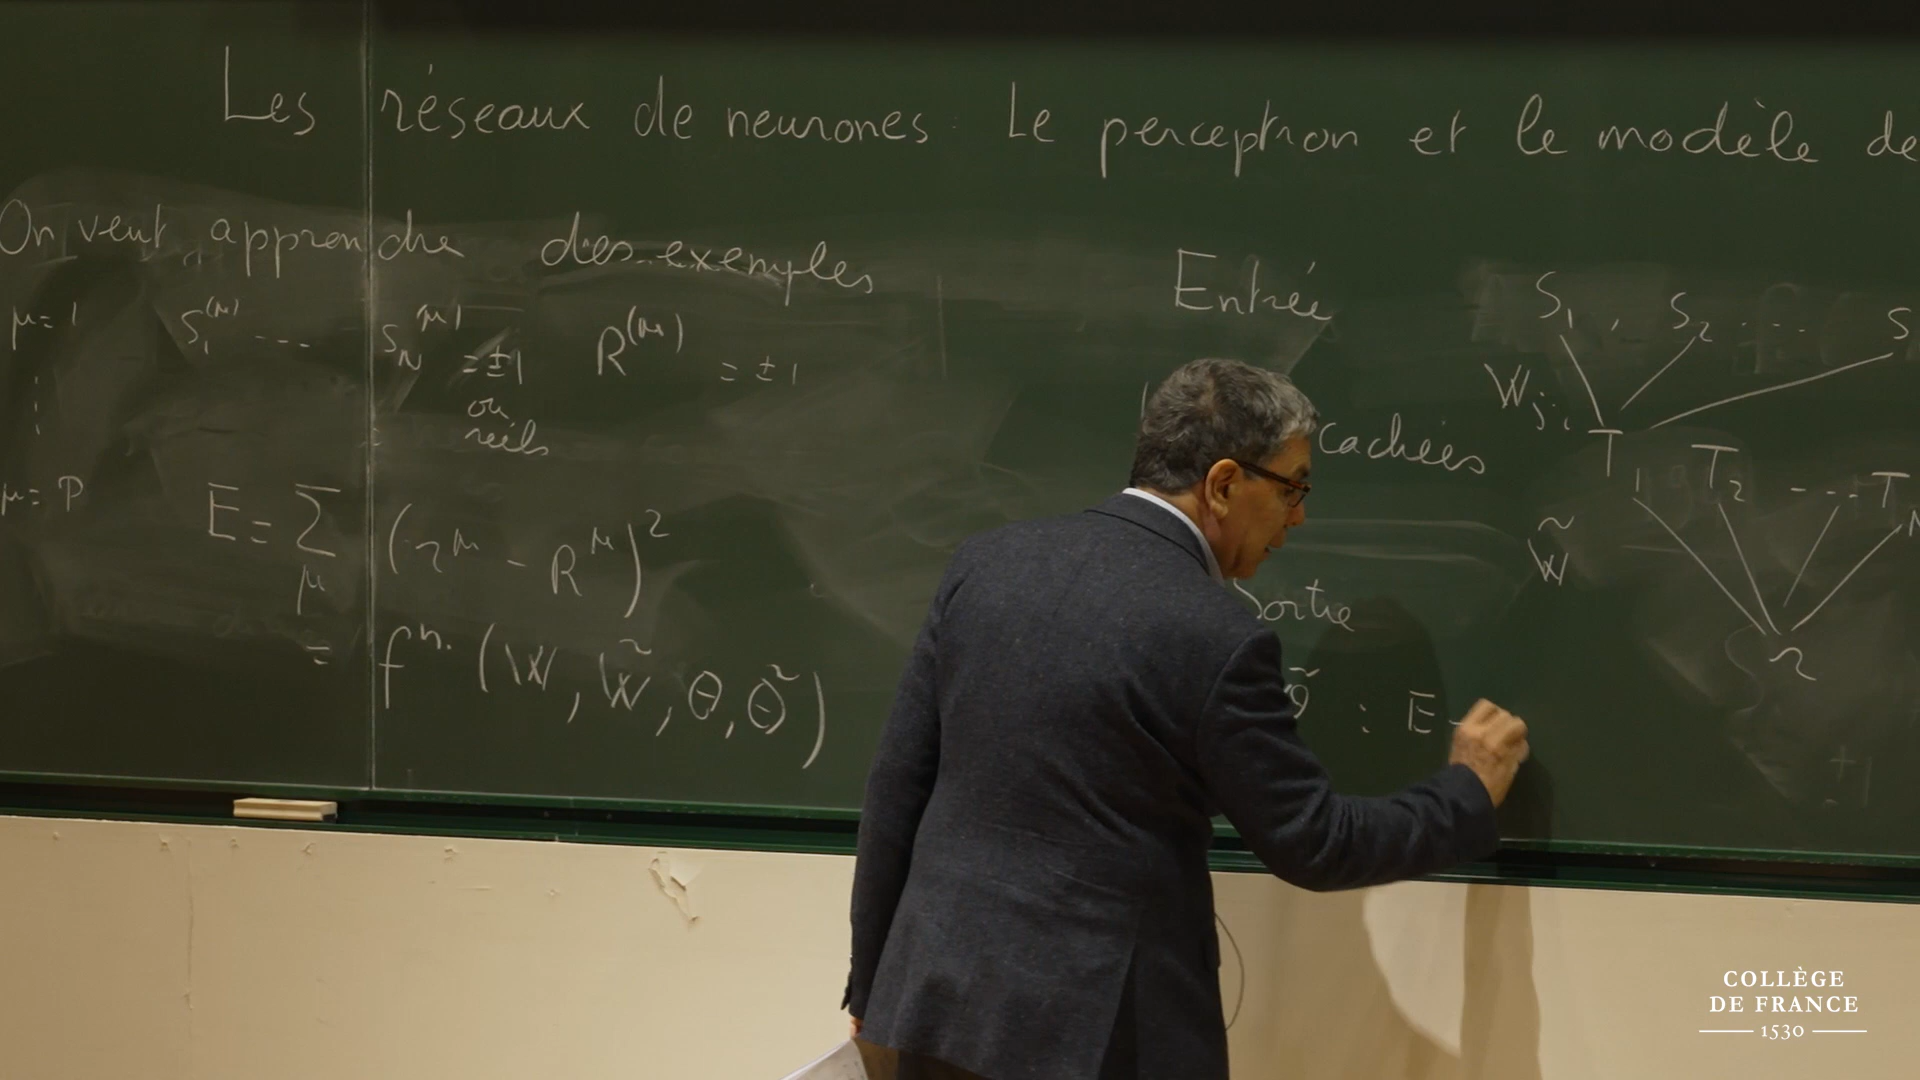 Les réseaux de neurones : Le perceptron et le modèle de
On veut apprendre des exemples
μ=1 S₁^(μ) ---- S_N^(μ) = ±1 R^(μ) = ±1
ou
réels
μ=P
E = Σ_μ (r^μ - R^μ)²
= fⁿ· (W, W̃, θ, θ̃)
Entrée S₁, S₂ --- S
W_ji
cachées T₁ T₂ ---- T
W̃
Sortie r
θ̃ : E
±1
COLLÈGE
DE FRANCE
1530